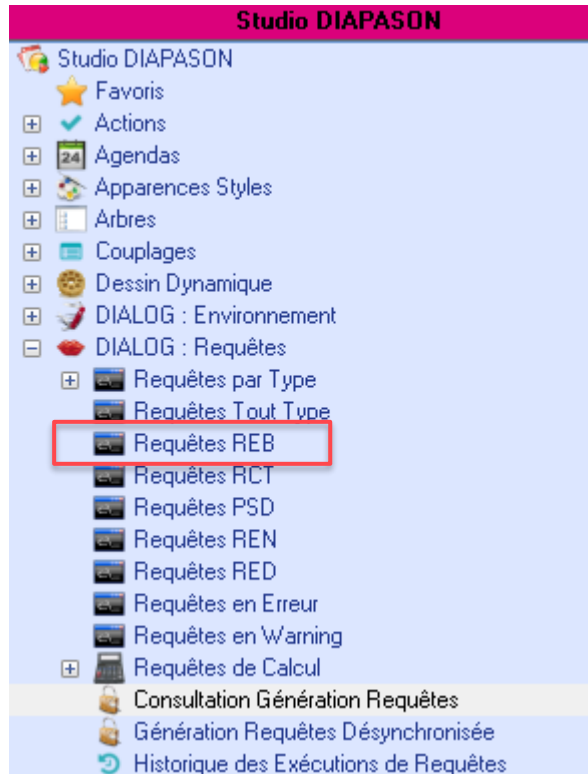 Studio DIAPASON
Studio DIAPASON
Favoris
Actions
24 Agendas
Apparences Styles
Arbres
Couplages
Dessin Dynamique
DIALOG : Environnement
DIALOG : Requêtes
Requêtes par Type
Requêtes Tout Type
Requêtes REB
Requêtes RCT
Requêtes PSD
Requêtes REN
Requêtes RED
Requêtes en Erreur
Requêtes en Warning
Requêtes de Calcul
Consultation Génération Requêtes
Génération Requêtes Désynchronisée
Historique des Exécutions de Requêtes